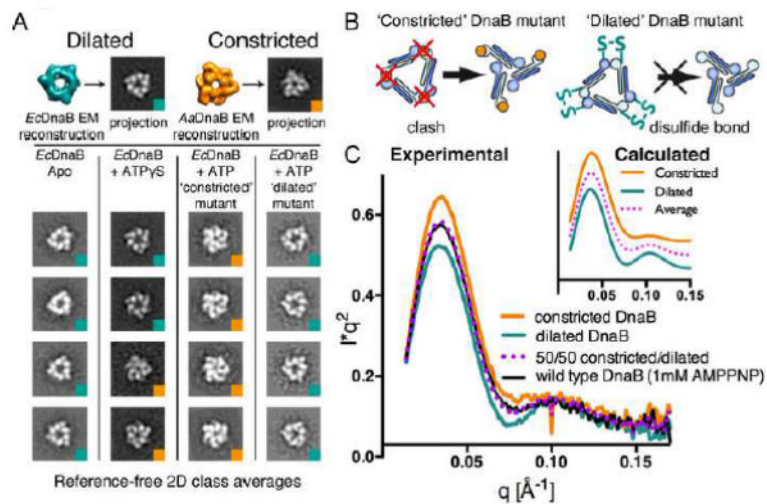 A
Dilated
Constricted
EcDnaB EM
reconstruction
projection
AaDnaB EM
reconstruction
projection
EcDnaB
Apo
EcDnaB
+ ATPγS
EcDnaB
+ ATP
'constricted'
mutant
EcDnaB
+ ATP
'dilated'
mutant
Reference-free 2D class averages
B
'Constricted' DnaB mutant
'Dilated' DnaB mutant
clash
S-S
S
S
S
S
disulfide bond
C
Experimental
Calculated
Constricted
Dilated
Average
0.05
0.10
0.15
0.6
0.4
0.2
0.0
I*q²
constricted DnaB
dilated DnaB
50/50 constricted/dilated
wild type DnaB (1mM AMPPNP)
0.05
0.10
0.15
q [Å⁻¹]